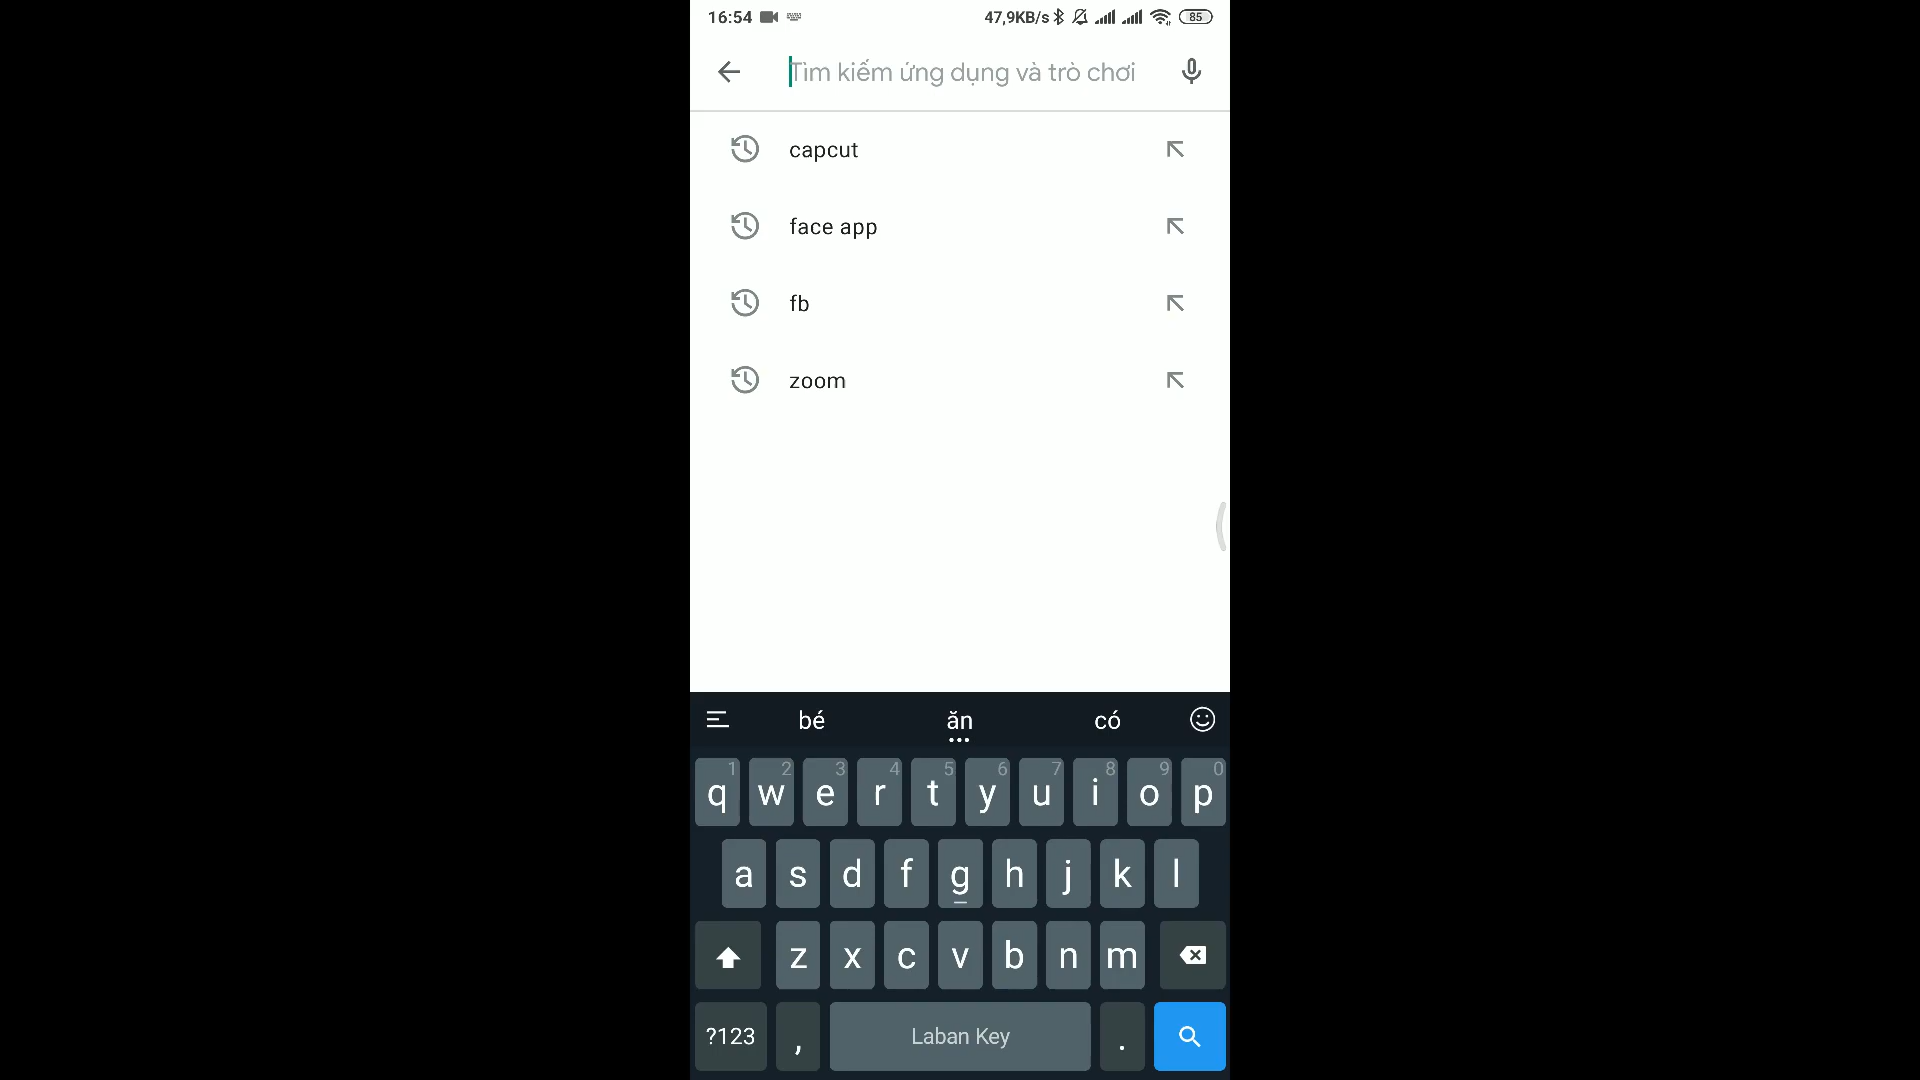 16:54 47,9KB/s 85
Tìm kiếm ứng dụng và trò chơi
capcut
face app
fb
zoom
bé ăn có
1 2 3 4 5 6 7 8 9 0
q w e r t y u i o p
a s d f g h j k l
z x c v b n m
?123 , Laban Key .